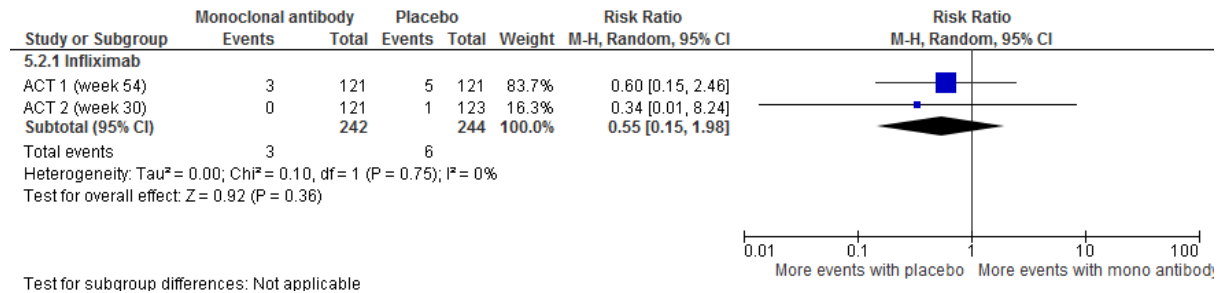 Monoclonal antibody Placebo Risk Ratio Risk Ratio
Study or Subgroup Events Total Events Total Weight M-H, Random, 95% CI M-H, Random, 95% CI
5.2.1 Infliximab
ACT 1 (week 54) 3 121 5 121 83.7% 0.60 [0.15, 2.46]
ACT 2 (week 30) 0 121 1 123 16.3% 0.34 [0.01, 8.24]
Subtotal (95% CI) 242 244 100.0% 0.55 [0.15, 1.98]
Total events 3 6
Heterogeneity: Tau² = 0.00; Chi² = 0.10, df = 1 (P = 0.75); I² = 0%
Test for overall effect: Z = 0.92 (P = 0.36)
0.01 0.1 1 10 100
More events with placebo More events with mono antibody
Test for subgroup differences: Not applicable